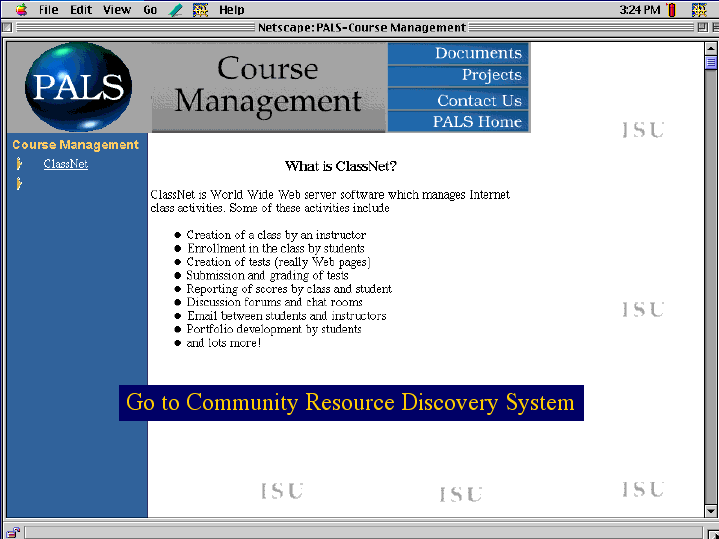 File Edit View Go Help 3:24 PM
Netscape: PALS-Course Management
PALS
Course
Management
Documents
Projects
Contact Us
PALS Home
Course Management
ClassNet
What is ClassNet?
ClassNet is World Wide Web server software which manages Internet
class activities. Some of these activities include
Creation of a class by an instructor
Enrollment in the class by students
Creation of tests (really Web pages)
Submission and grading of tests
Reporting of scores by class and student
Discussion forums and chat rooms
Email between students and instructors
Portfolio development by students
and lots more!
Go to Community Resource Discovery System
ISU
ISU
ISU
ISU
ISU